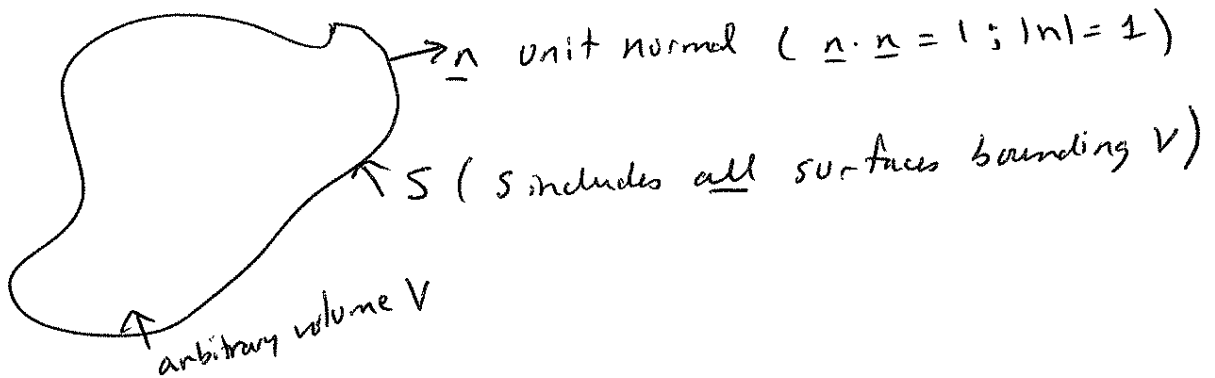 n unit normal ( n · n = 1 ; |n| = 1 )
S ( S includes all surfaces bounding V )
arbitrary volume V